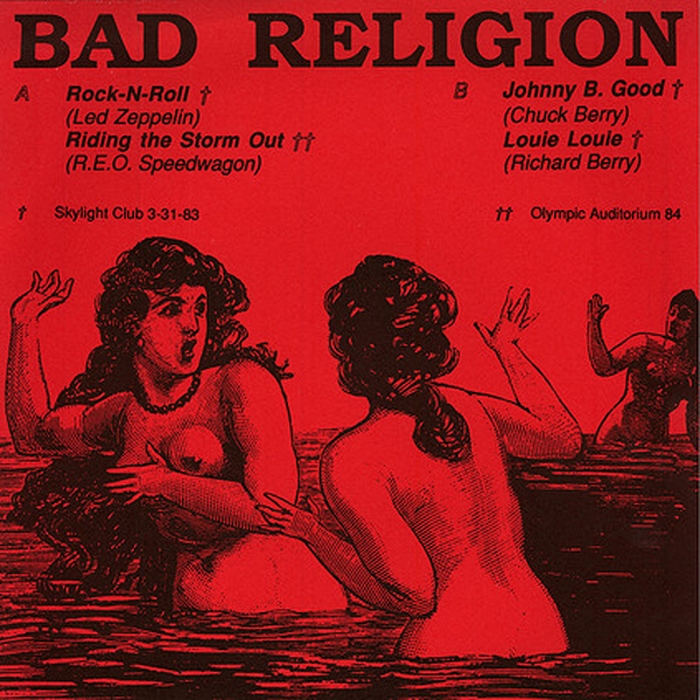 BAD RELIGION
A Rock-N-Roll †
(Led Zeppelin)
Riding the Storm Out ††
(R.E.O. Speedwagon)
B Johnny B. Good †
(Chuck Berry)
Louie Louie †
(Richard Berry)
† Skylight Club 3-31-83
†† Olympic Auditorium 84